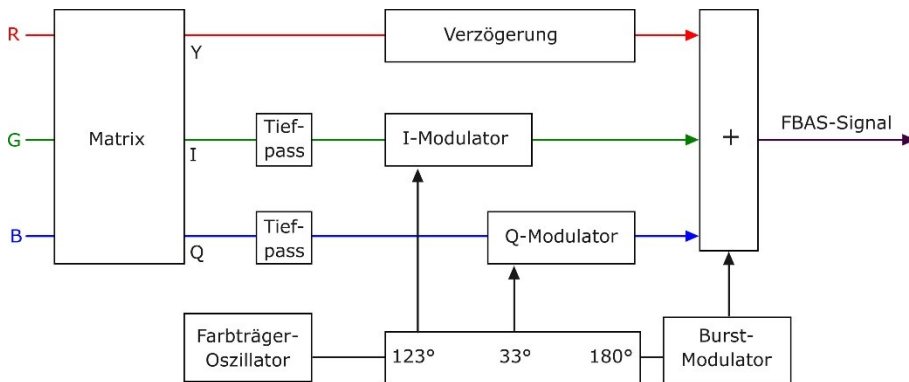 R
Y
Verzögerung
G
Matrix
I
Tief-
pass
I-Modulator
+
FBAS-Signal
B
Q
Tief-
pass
Q-Modulator
Farbträger-
Oszillator
123° 33° 180°
Burst-
Modulator